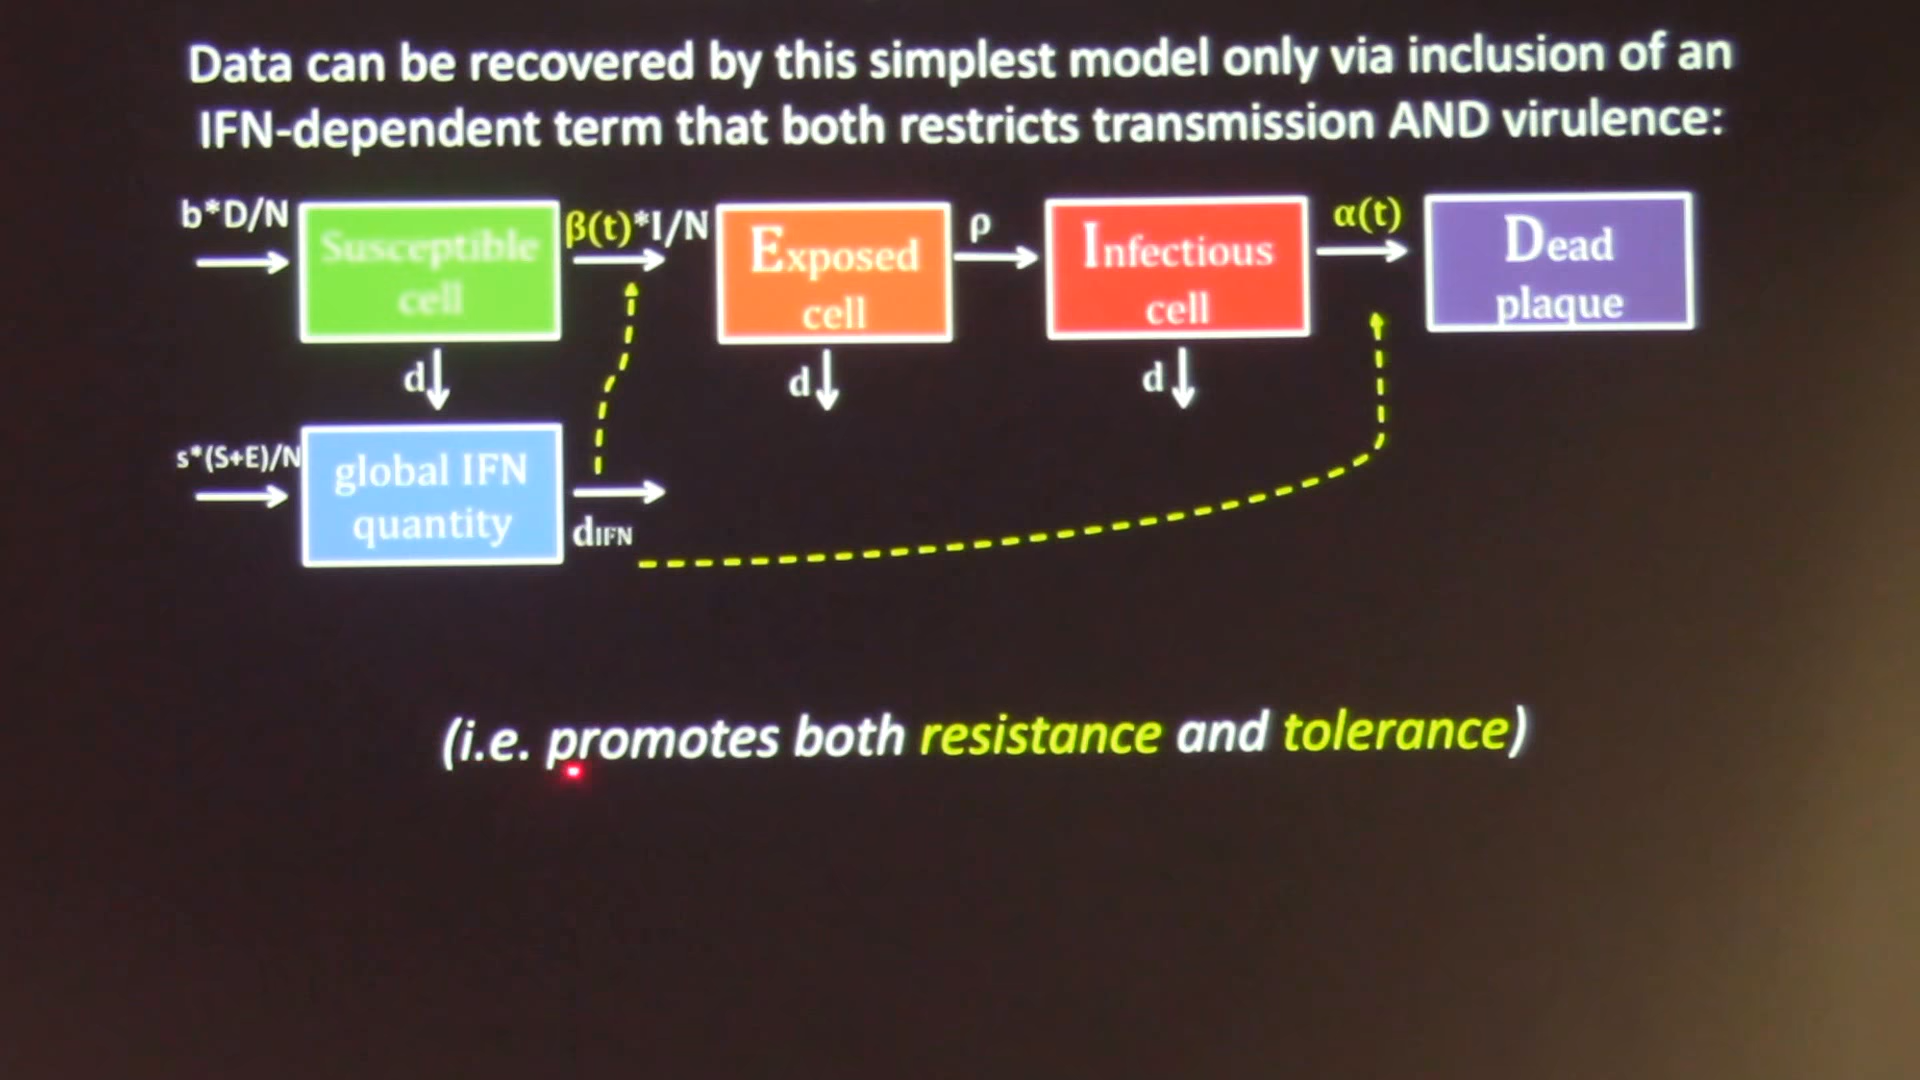 Data can be recovered by this simplest model only via inclusion of an
IFN-dependent term that both restricts transmission AND virulence:
b*D/N
Susceptible
cell
β(t)*I/N
Exposed
cell
ρ
Infectious
cell
α(t)
Dead
plaque
d
d
d
s*(S+E)/N
global IFN
quantity
dIFN
(i.e. promotes both resistance and tolerance)